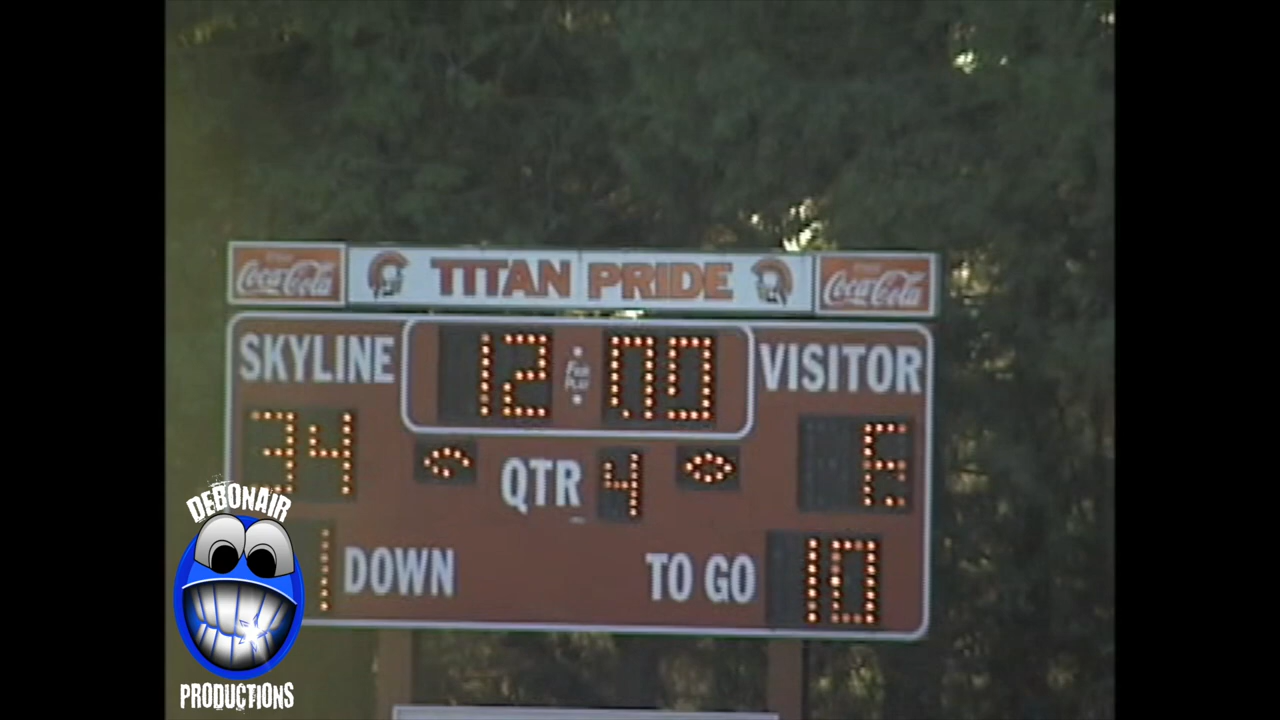 Coca-Cola TITAN PRIDE Coca-Cola
SKYLINE 12:00 VISITOR
34 QTR 4
1 DOWN TO GO 10
DEBONAIR
PRODUCTIONS